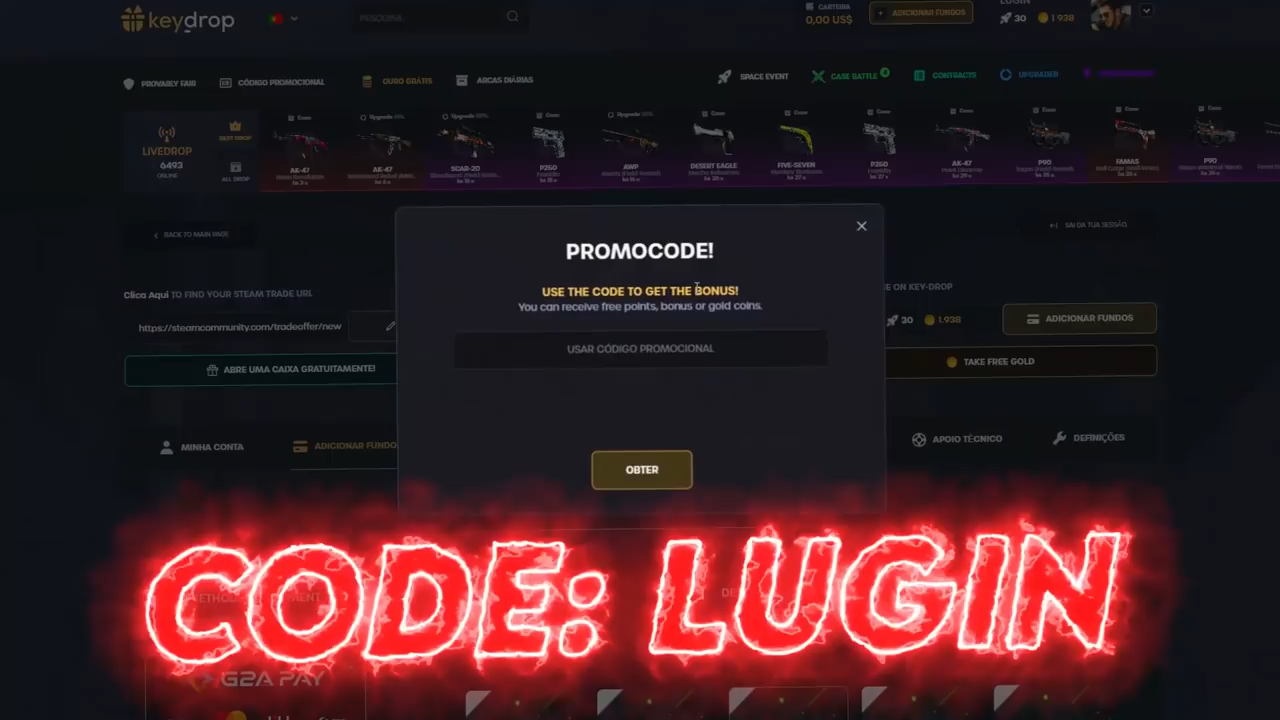 keydrop
PESQUISA
CARTEIRA
0,00 US$
ADICIONAR FUNDOS
LUGIN
30
1 938
PROVABLY FAIR
CÓDIGO PROMOCIONAL
OURO GRÁTIS
ARCAS DIÁRIAS
SPACE EVENT
CASE BATTLE
4
CONTRACTS
UPGRADER
LIVEDROP
6493
ONLINE
BEST DROP
ALL DROP
AK-47
AK-47
SCAR-20
P250
AWP
DESERT EAGLE
FIVE-SEVEN
P250
AK-47
P90
FAMAS
P90
BACK TO MAIN PAGE
SAI DA TUA SESSÃO
PROMOCODE!
USE THE CODE TO GET THE BONUS!
You can receive free points, bonus or gold coins.
USAR CÓDIGO PROMOCIONAL
OBTER
Clica Aqui TO FIND YOUR STEAM TRADE URL
https://steamcommunity.com/tradeoffer/new
ABRE UMA CAIXA GRATUITAMENTE!
E ON KEY-DROP
30
1.938
ADICIONAR FUNDOS
TAKE FREE GOLD
MINHA CONTA
ADICIONAR FUNDO
APOIO TÉCNICO
DEFINIÇÕES
CODE: LUGIN
G2A PAY